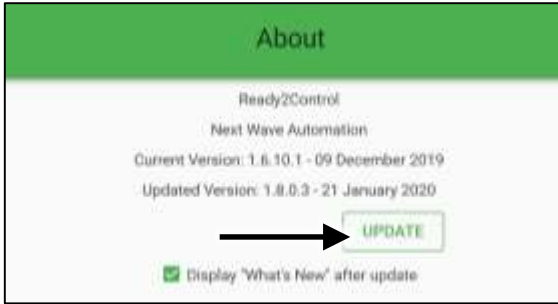 About
Ready2Control
Next Wave Automation
Current Version: 1.6.10.1 - 09 December 2019
Updated Version: 1.8.0.3 - 21 January 2020
UPDATE
Display "What's New" after update